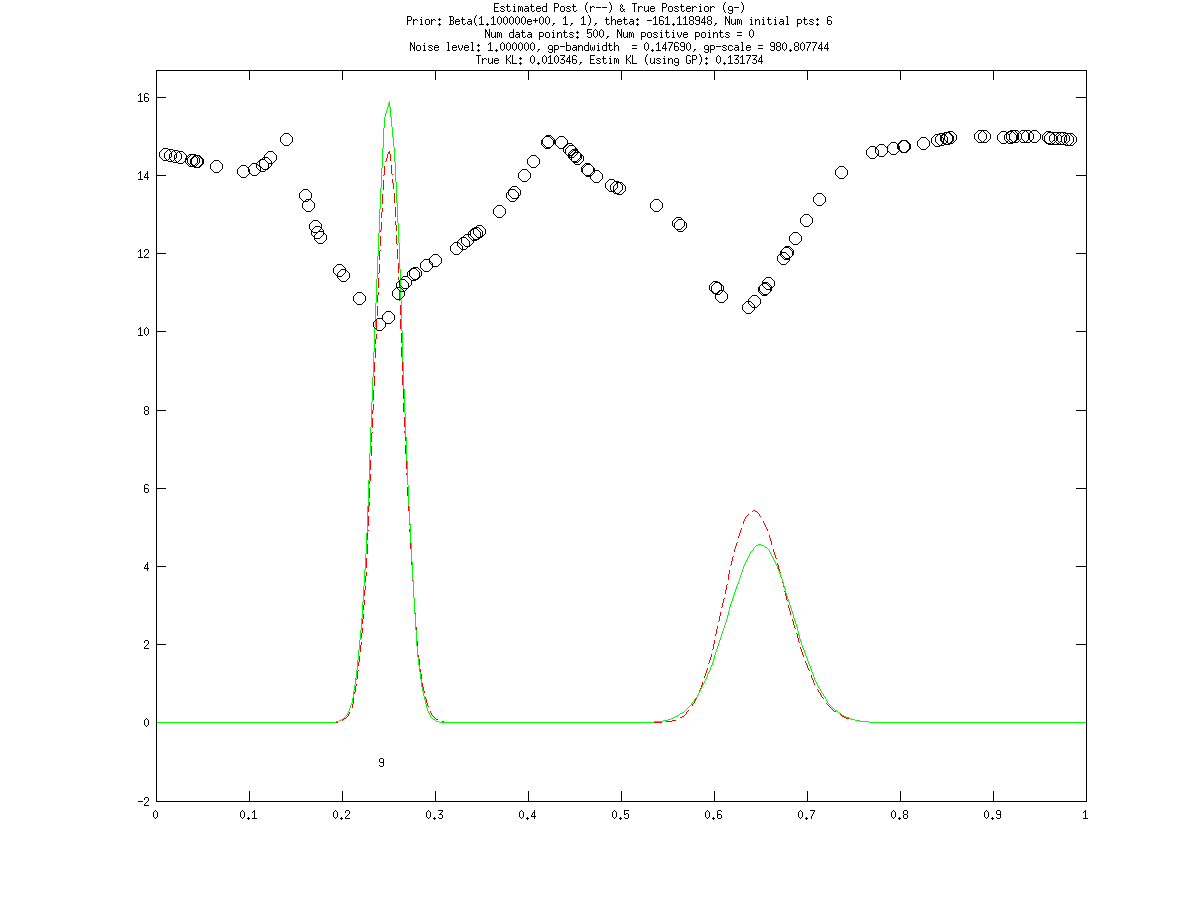 Estimated Post (r--) & True Posterior (g-)
Prior: Beta(1.100000e+00, 1, 1), theta: -161.118948, Num initial pts: 6
Num data points: 500, Num positive points = 0
Noise level: 1.000000, gp-bandwidth  = 0.147690, gp-scale = 980.807744
True KL: 0.010346, Estim KL (using GP): 0.131734
16
14
12
10
8
6
4
2
0
9
-2
0 0.1 0.2 0.3 0.4 0.5 0.6 0.7 0.8 0.9 1